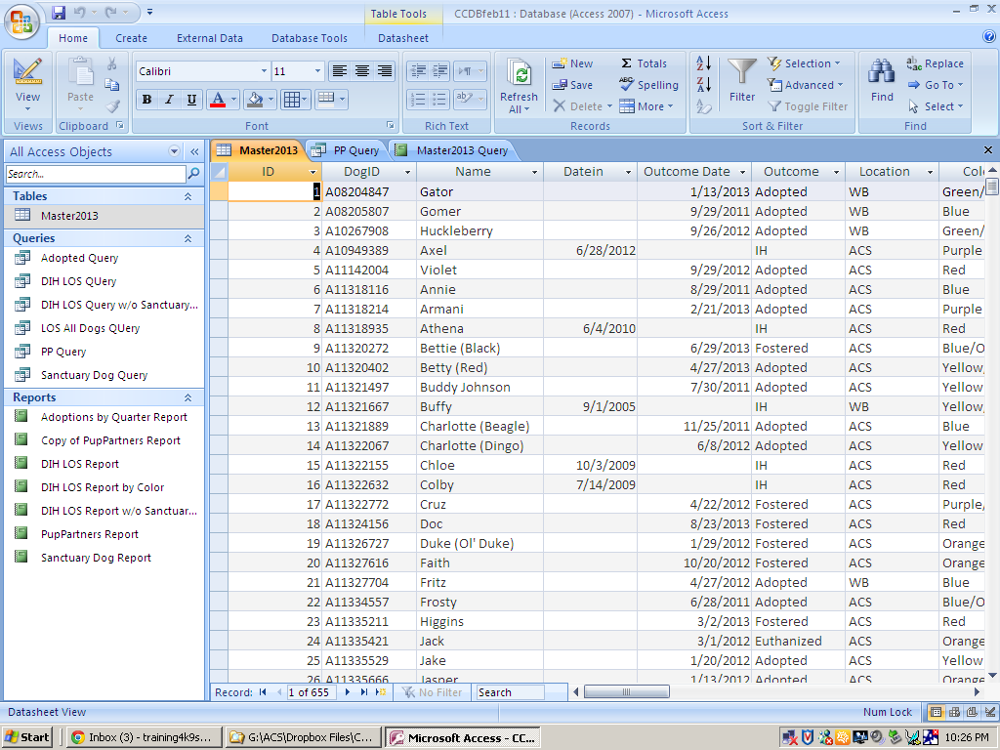 Table Tools CCDBfeb11 : Database (Access 2007) - Microsoft Access
Home Create External Data Database Tools Datasheet
View Paste Calibri 11 Refresh All New Save Delete Totals Spelling More Filter Selection Advanced Toggle Filter Find Replace Go To Select
B I U A
Views Clipboard Font Rich Text Records Sort & Filter Find
All Access Objects
Search...
Tables
Master2013
Queries
Adopted Query
DIH LOS QUery
DIH LOS Query w/o Sanctuary...
LOS All Dogs QUery
PP Query
Sanctuary Dog Query
Reports
Adoptions by Quarter Report
Copy of PupPartners Report
DIH LOS Report
DIH LOS Report by Color
DIH LOS Report w/o Sanctuar...
PupPartners Report
Sanctuary Dog Report
Master2013 PP Query Master2013 Query
ID DogID Name Datein Outcome Date Outcome Location Col
1 A08204847 Gator 1/13/2013 Adopted WB Green/
2 A08205807 Gomer 9/29/2011 Adopted WB Blue
3 A10267908 Huckleberry 9/26/2012 Adopted WB Green/
4 A10949389 Axel 6/28/2012 IH ACS Purple
5 A11142004 Violet 9/29/2012 Adopted ACS Red
6 A11318116 Annie 8/29/2011 Adopted ACS Blue
7 A11318214 Armani 2/21/2013 Adopted ACS Purple
8 A11318935 Athena 6/4/2010 IH ACS Red
9 A11320272 Bettie (Black) 6/29/2013 Fostered ACS Blue/O
10 A11320402 Betty (Red) 4/27/2013 Adopted ACS Yellow,
11 A11321497 Buddy Johnson 7/30/2011 Adopted ACS Yellow
12 A11321667 Buffy 9/1/2005 IH WB Yellow
13 A11321889 Charlotte (Beagle) 11/25/2011 Adopted ACS Blue
14 A11322067 Charlotte (Dingo) 6/8/2012 Adopted ACS Yellow
15 A11322155 Chloe 10/3/2009 IH ACS Red
16 A11322632 Colby 7/14/2009 IH ACS Red
17 A11322772 Cruz 4/22/2012 Fostered ACS Purple,
18 A11324156 Doc 8/23/2013 Fostered ACS Red
19 A11326727 Duke (Ol' Duke) 1/29/2012 Fostered ACS Orange
20 A11327616 Faith 10/20/2012 Fostered ACS Orange
21 A11327704 Fritz 4/27/2012 Adopted WB Blue
22 A11334557 Frosty 6/28/2011 Adopted ACS Blue/O
23 A11335211 Higgins 3/2/2013 Fostered ACS Red
24 A11335421 Jack 3/1/2012 Euthanized ACS Orange
25 A11335529 Jake 1/20/2012 Adopted ACS Yellow
26 A11335666 Jasper 1/13/2012 Adopted ACS Orange
Record: 1 of 655 No Filter Search
Datasheet View Num Lock
Start Inbox (3) - training4k9s... G:\ACS\Dropbox Files\C... Microsoft Access - CC... 10:26 PM